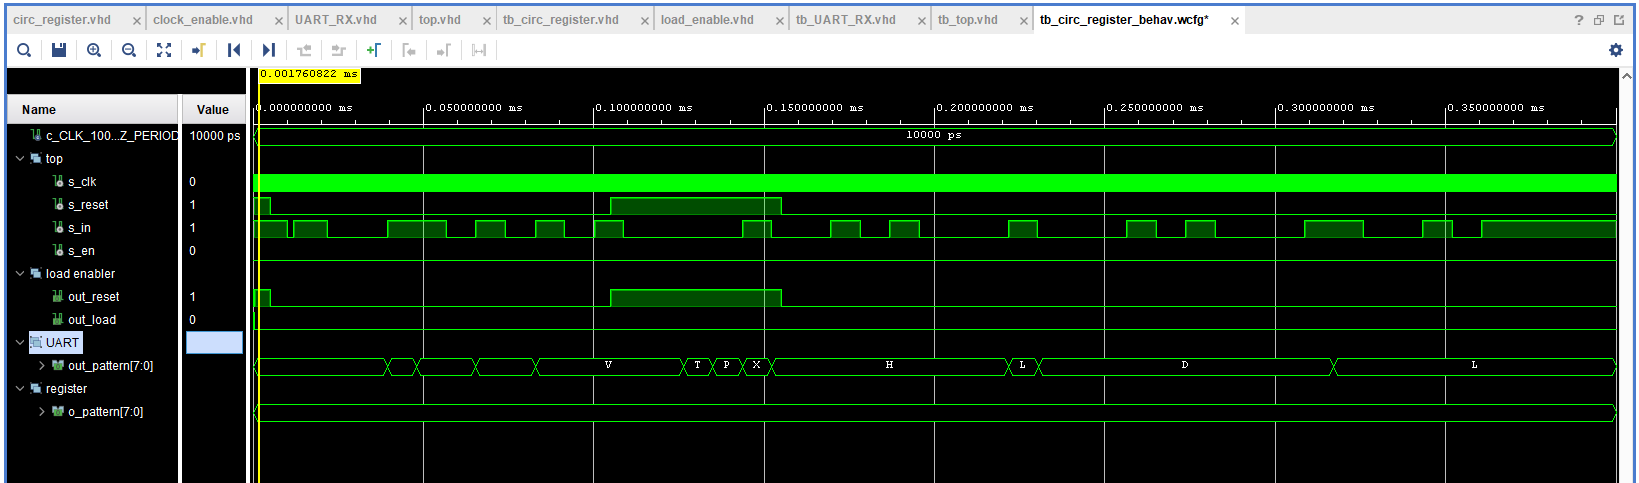 circ_register.vhd × clock_enable.vhd × UART_RX.vhd × top.vhd × tb_circ_register.vhd × load_enable.vhd × tb_UART_RX.vhd × tb_top.vhd × tb_circ_register_behav.wcfg* × ?
0.001760822 ms
Name Value
0.000000000 ms 0.050000000 ms 0.100000000 ms 0.150000000 ms 0.200000000 ms 0.250000000 ms 0.300000000 ms 0.350000000 ms
c_CLK_100...Z_PERIOD 10000 ps 10000 ps
top
s_clk 0
s_reset 1
s_in 1
s_en 0
load enabler
out_reset 1
out_load 0
UART
out_pattern[7:0] V T P X H L D L
register
o_pattern[7:0]